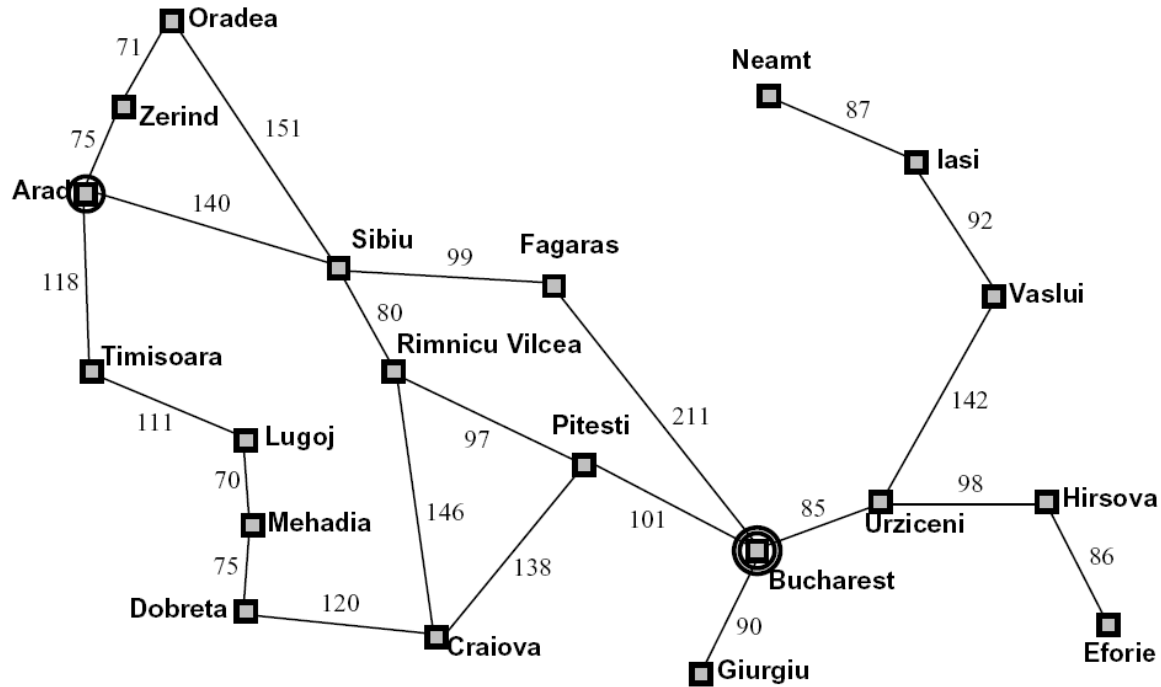 Oradea
71
Neamt
Zerind
87
75
151
Iasi
Arad
140
92
Sibiu
Fagaras
99
118
Vaslui
80
Rimnicu Vilcea
Timisoara
142
111
211
Pitesti
Lugoj
97
70
98
Hirsova
85
146
101
Urziceni
Mehadia
86
75
138
Bucharest
Dobreta
120
90
Craiova
Eforie
Giurgiu